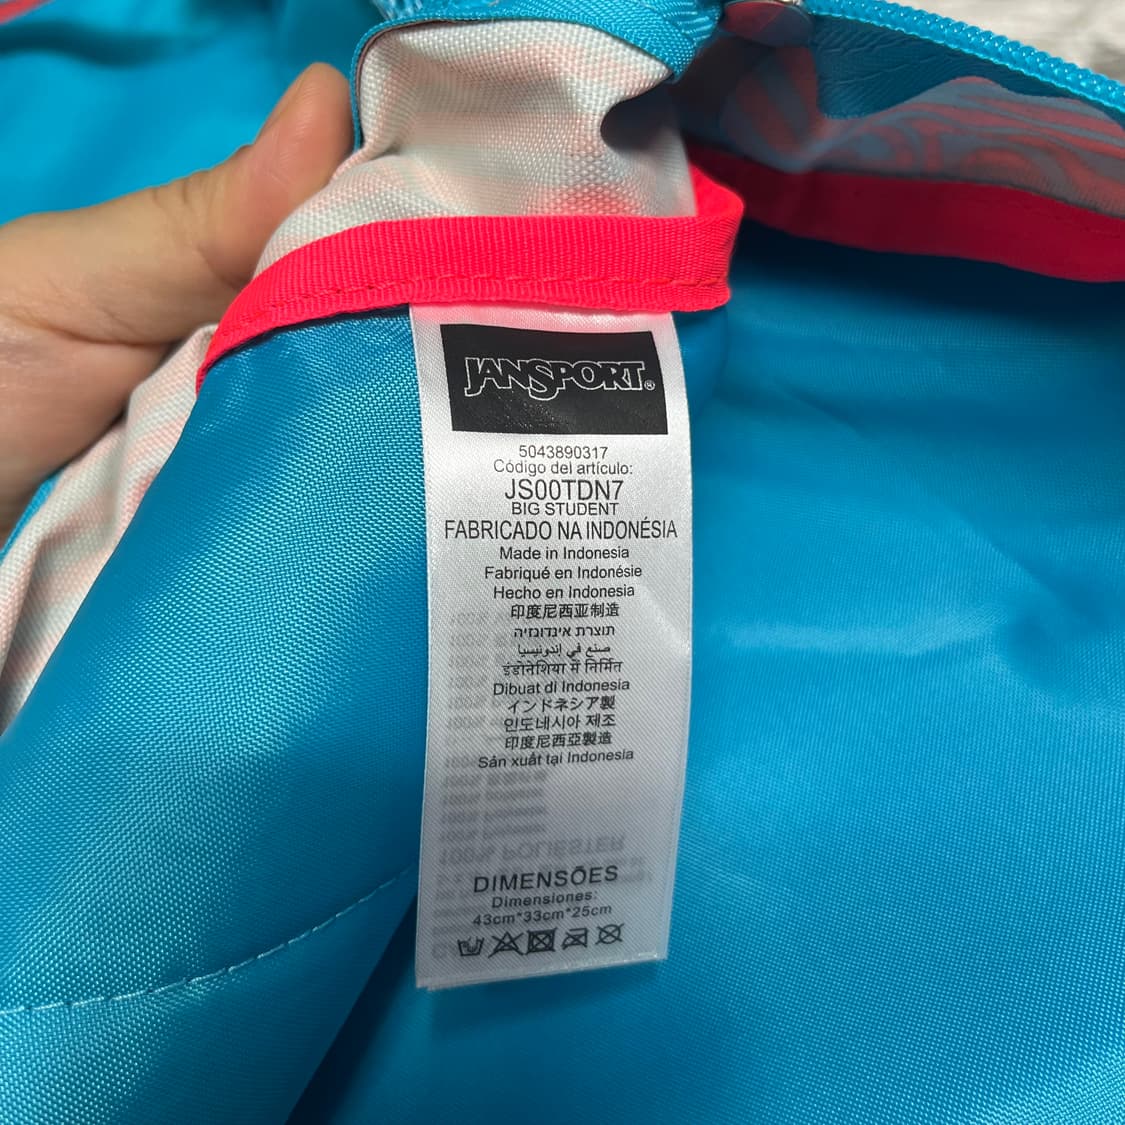 JANSPORT®
5043890317
Código del artículo:
JS00TDN7
BIG STUDENT
FABRICADO NA INDONÉSIA
Made in Indonesia
Fabriqué en Indonésie
Hecho en Indonesia
印度尼西亚制造
תוצרת אינדונזיה
صنع في إندونيسيا
इंडोनेशिया में निर्मित
Dibuat di Indonesia
インドネシア製
인도네시아 제조
印度尼西亞製造
Sản xuất tại Indonesia
DIMENSÕES
Dimensiones:
43cm*33cm*25cm